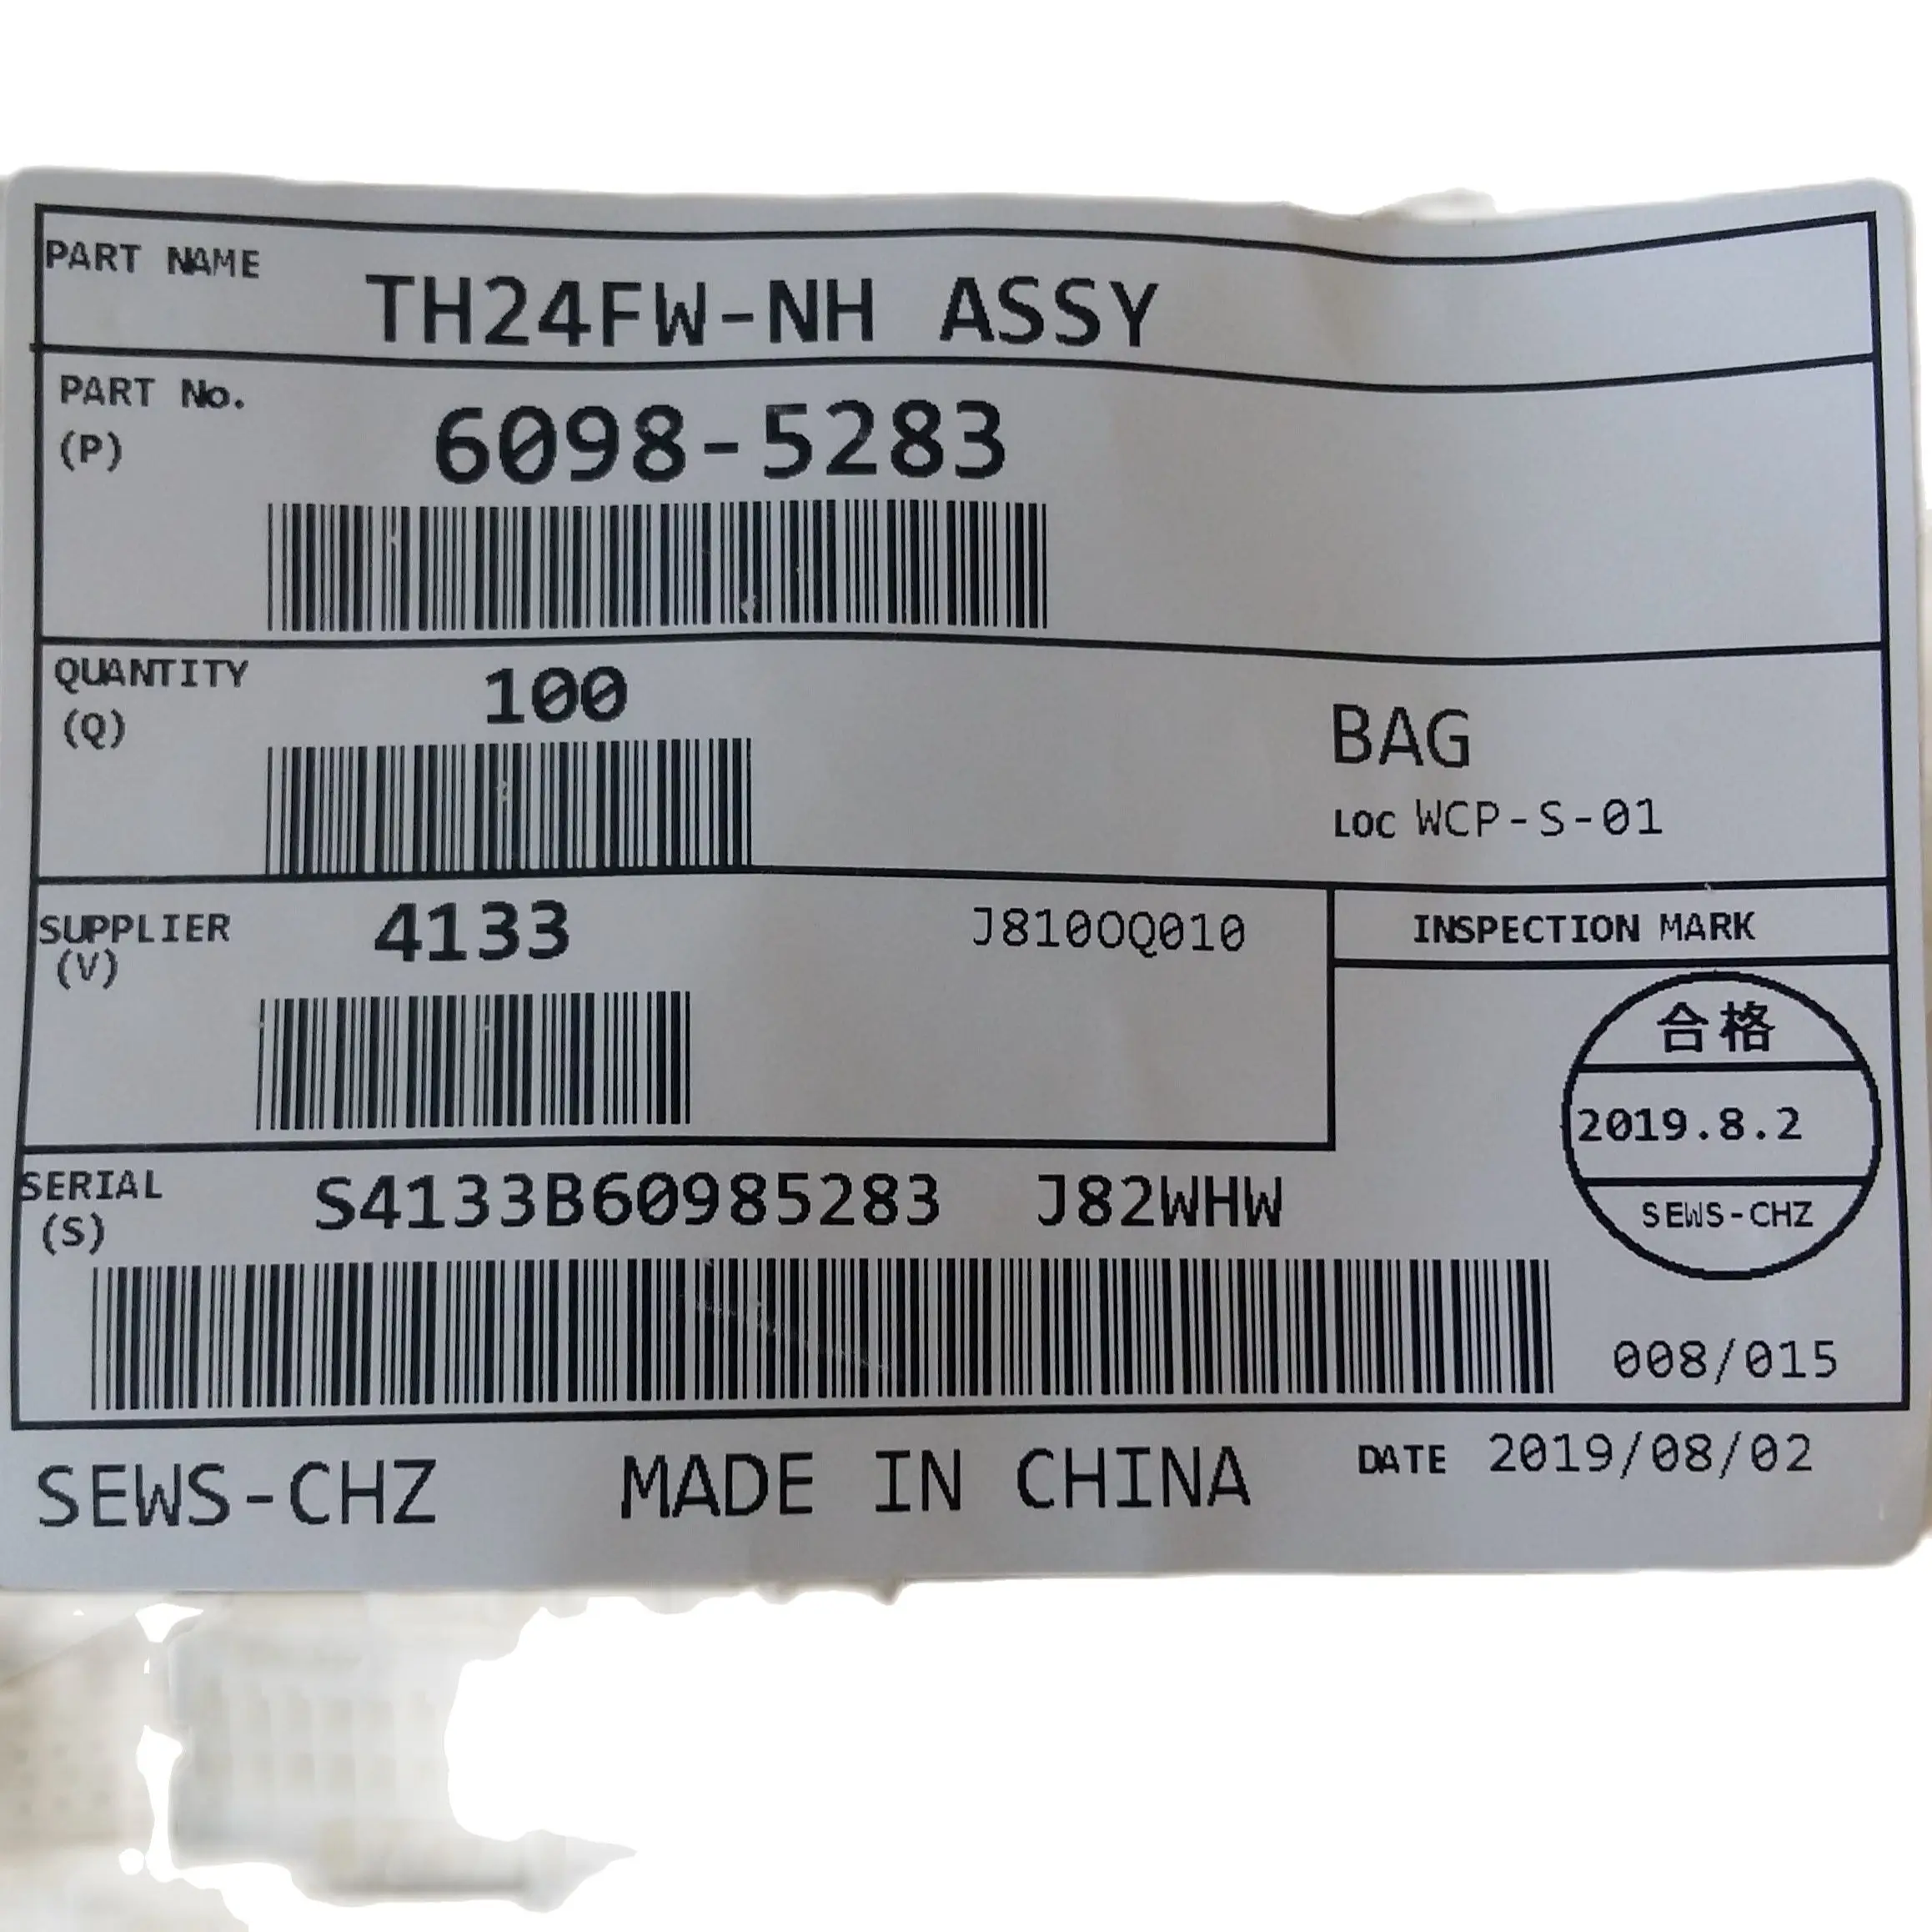 PART NAME
TH24FW-NH ASSY
PART No.
(P)
6098-5283
QUANTITY
(Q)
100
BAG
LOC WCP-S-01
SUPPLIER
(V)
4133
J810OQ010
INSPECTION MARK
合格
2019.8.2
SEWS-CHZ
SERIAL
(S)
S4133B60985283 J82WHW
008/015
SEWS-CHZ MADE IN CHINA DATE 2019/08/02